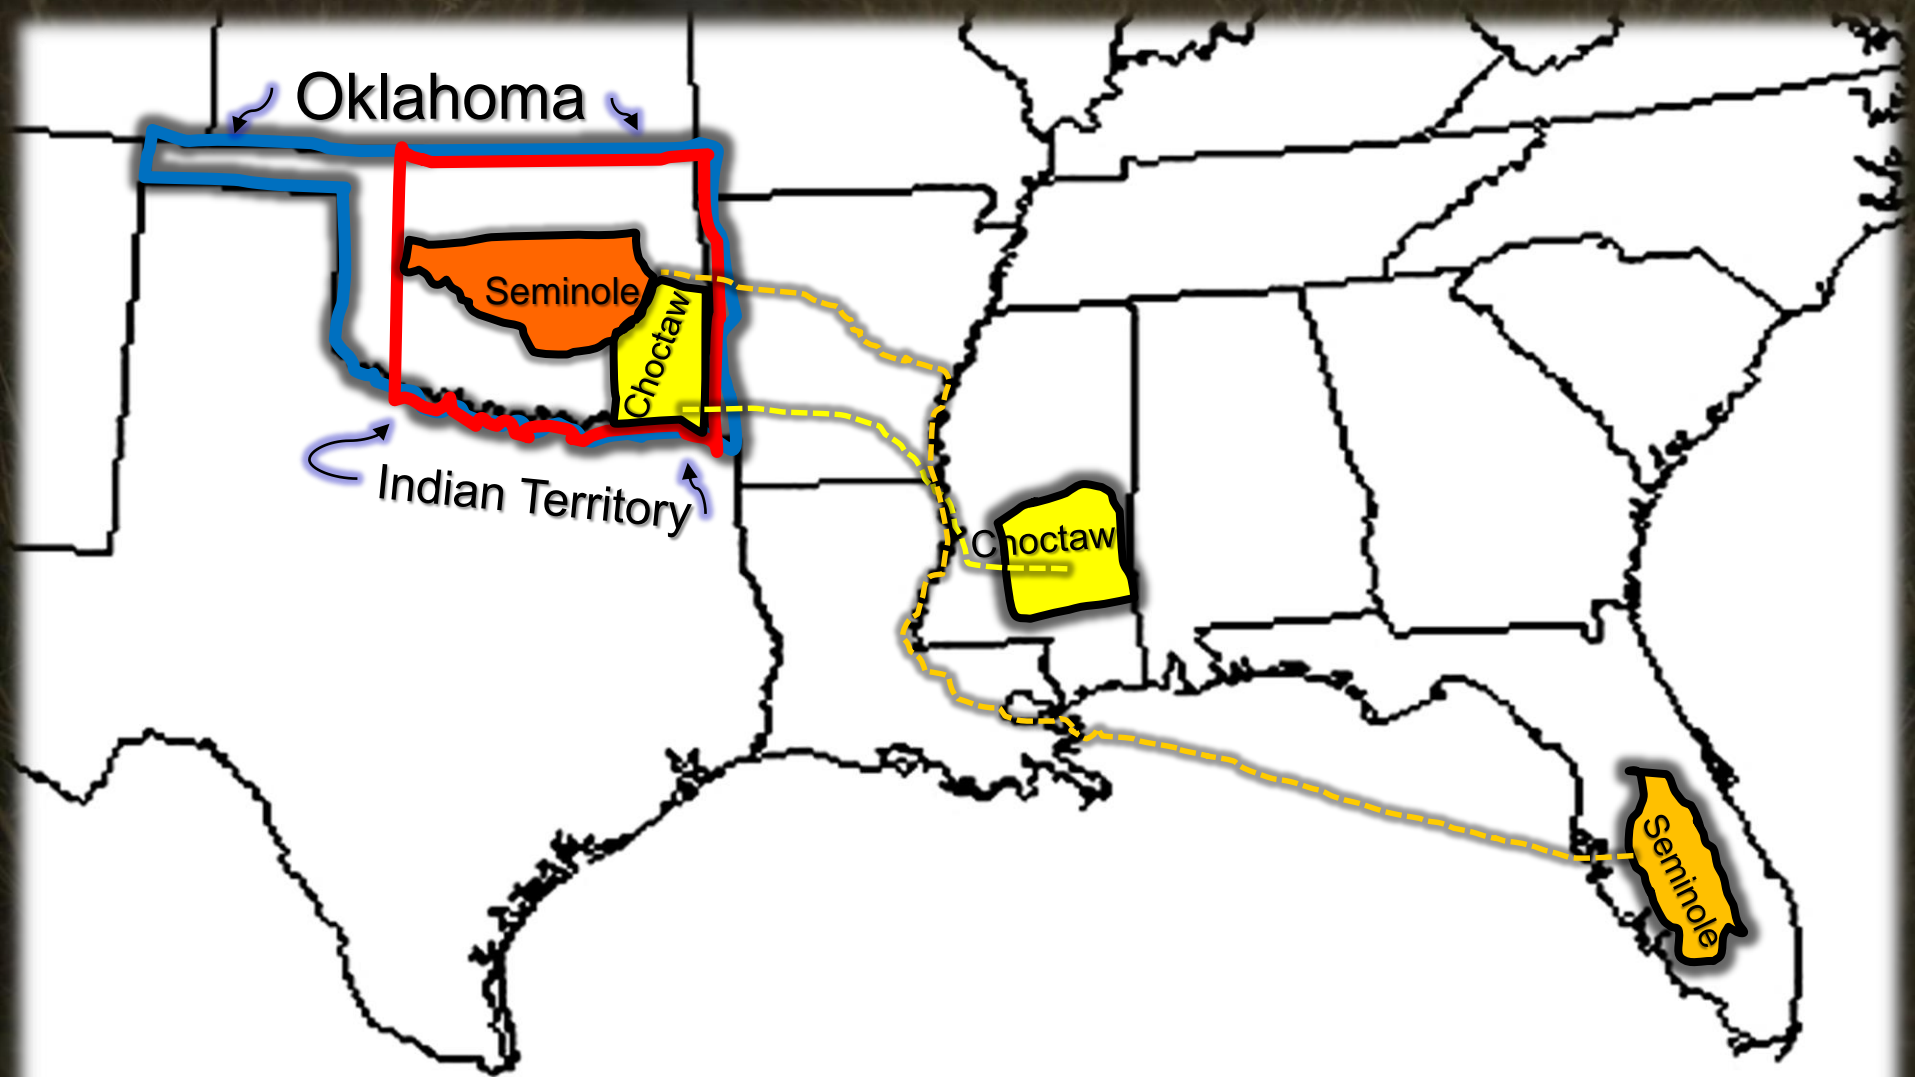 Oklahoma
Seminole
Choctaw
Indian Territory
Choctaw
Seminole